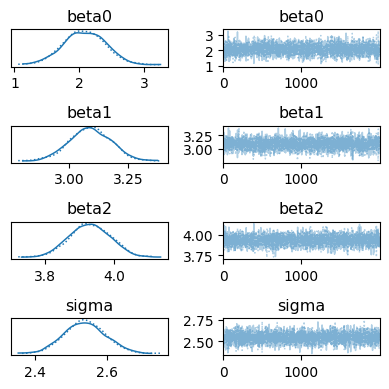 beta0 beta0
3
2
1
1 2 3 0 1000
beta1 beta1
3.25
3.00
3.00 3.25 0 1000
beta2 beta2
4.00
3.75
3.8 4.0 0 1000
sigma sigma
2.75
2.50
2.4 2.6 0 1000